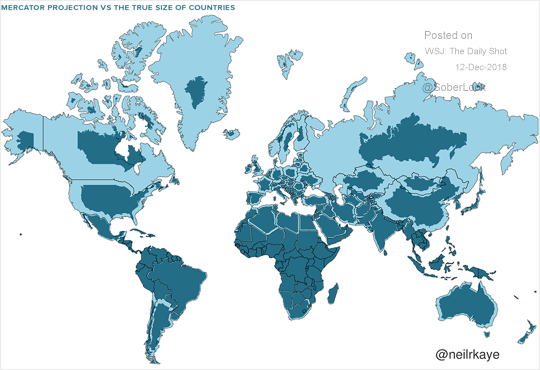 MERCATOR PROJECTION VS THE TRUE SIZE OF COUNTRIES
Posted on
WSJ: The Daily Shot
12-Dec-2018
@SoberLook
@neilrkaye